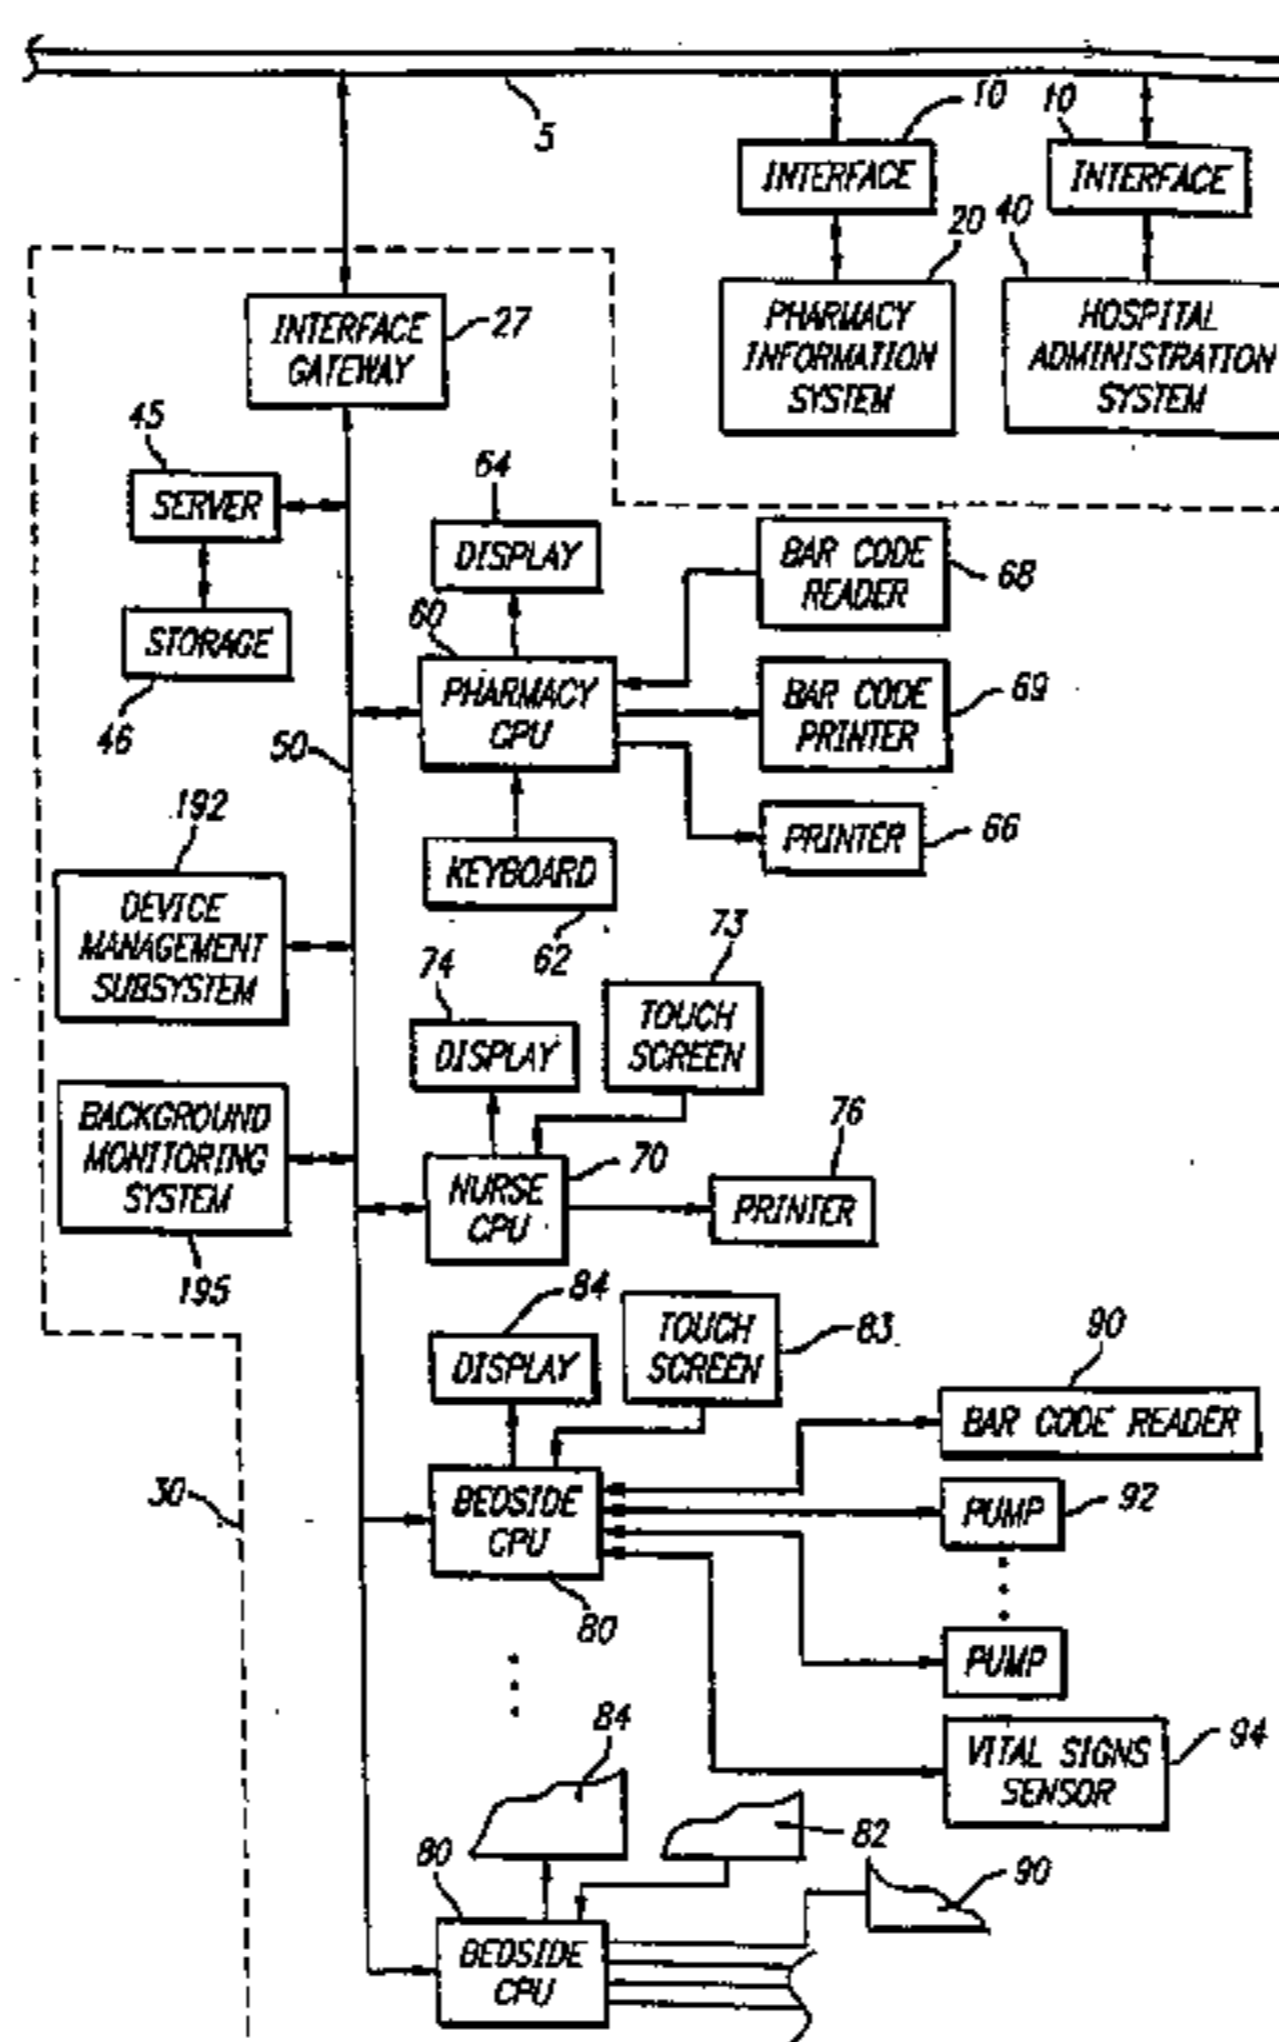 5
10
10
INTERFACE
INTERFACE
20
40
PHARMACY
INFORMATION
SYSTEM
HOSPITAL
ADMINISTRATION
SYSTEM
INTERFACE
GATEWAY
27
45
SERVER
STORAGE
46
64
DISPLAY
60
PHARMACY
CPU
BAR CODE
READER
68
BAR CODE
PRINTER
69
PRINTER
66
50
KEYBOARD
62
192
DEVICE
MANAGEMENT
SUBSYSTEM
74
DISPLAY
73
TOUCH
SCREEN
BACKGROUND
MONITORING
SYSTEM
195
NURSE
CPU
70
76
PRINTER
84
DISPLAY
TOUCH
SCREEN
83
90
BAR CODE READER
30
BEDSIDE
CPU
80
PUMP
92
PUMP
VITAL SIGNS
SENSOR
94
84
82
80
90
BEDSIDE
CPU